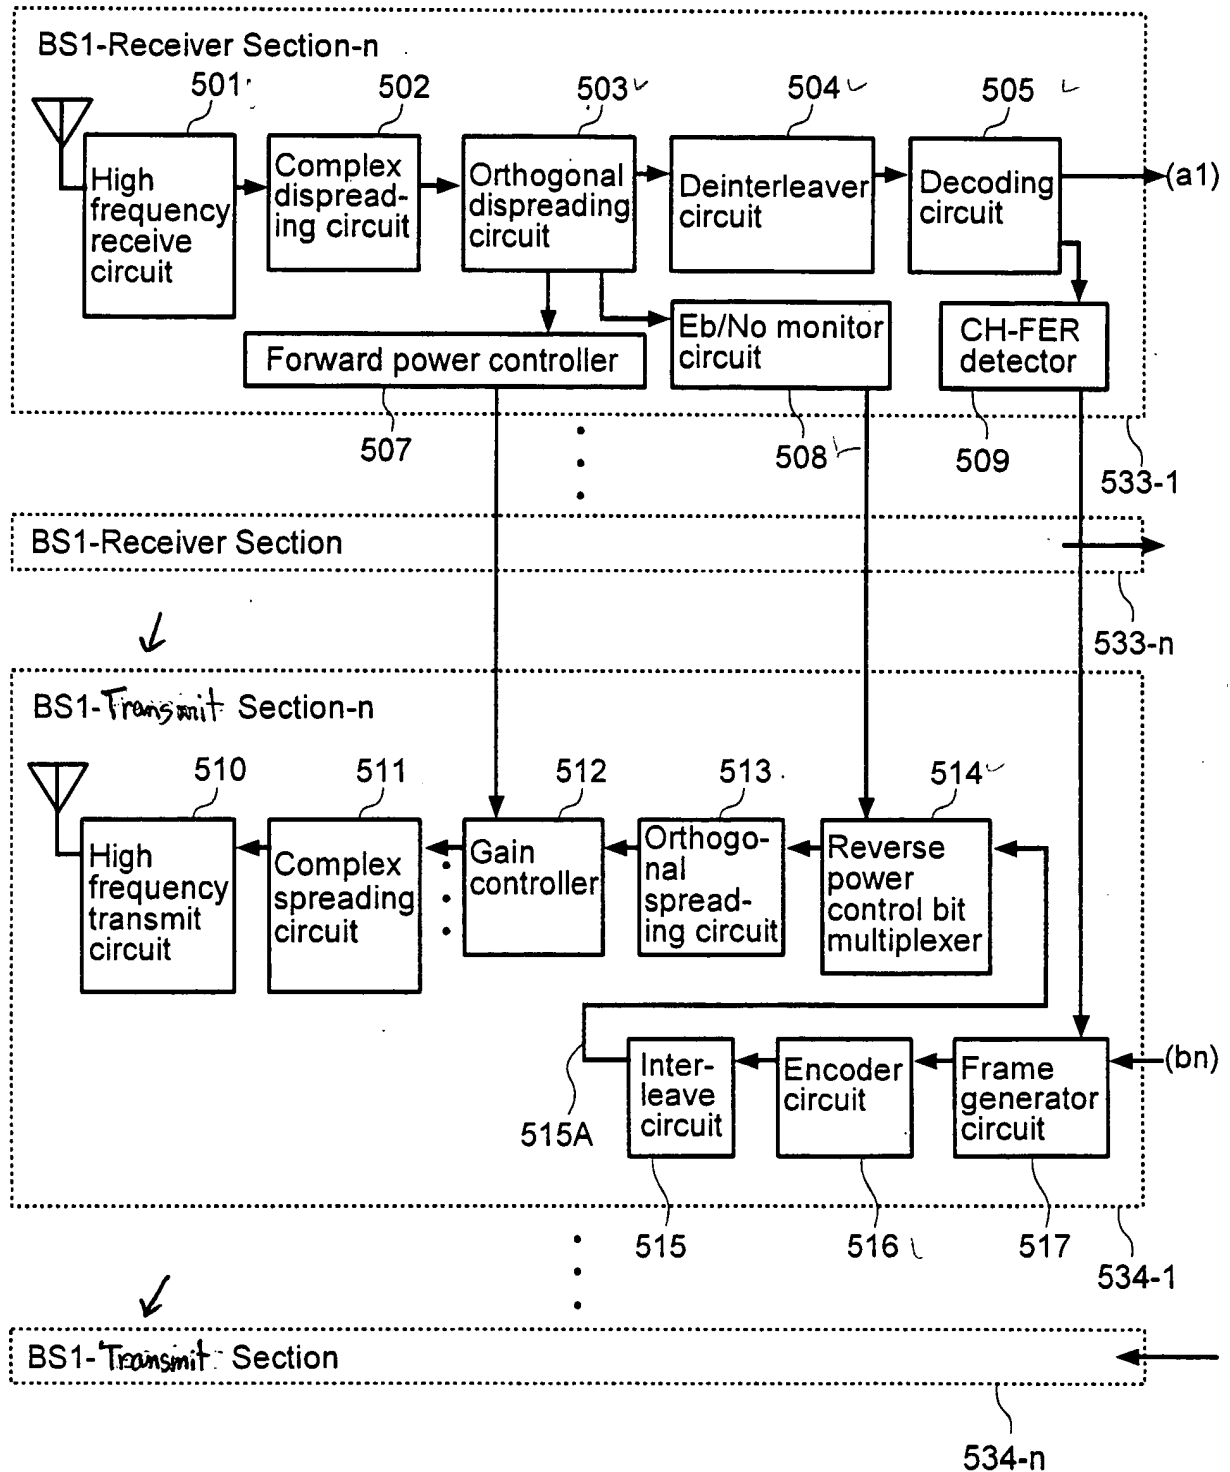 BS1-Receiver Section-n
501
502
503
504
505
High
frequency
receive
circuit
Complex
dispread-
ing circuit
Orthogonal
dispreading
circuit
Deinterleaver
circuit
Decoding
circuit
(a1)
Forward power controller
Eb/No monitor
circuit
CH-FER
detector
507
508
509
533-1
BS1-Receiver Section
533-n
BS1-Transmit Section-n
510
511
512
513
514
High
frequency
transmit
circuit
Complex
spreading
circuit
Gain
controller
Orthogo-
nal
spread-
ing circuit
Reverse
power
control bit
multiplexer
515A
Inter-
leave
circuit
Encoder
circuit
Frame
generator
circuit
(bn)
515
516
517
534-1
BS1-Transmit Section
534-n